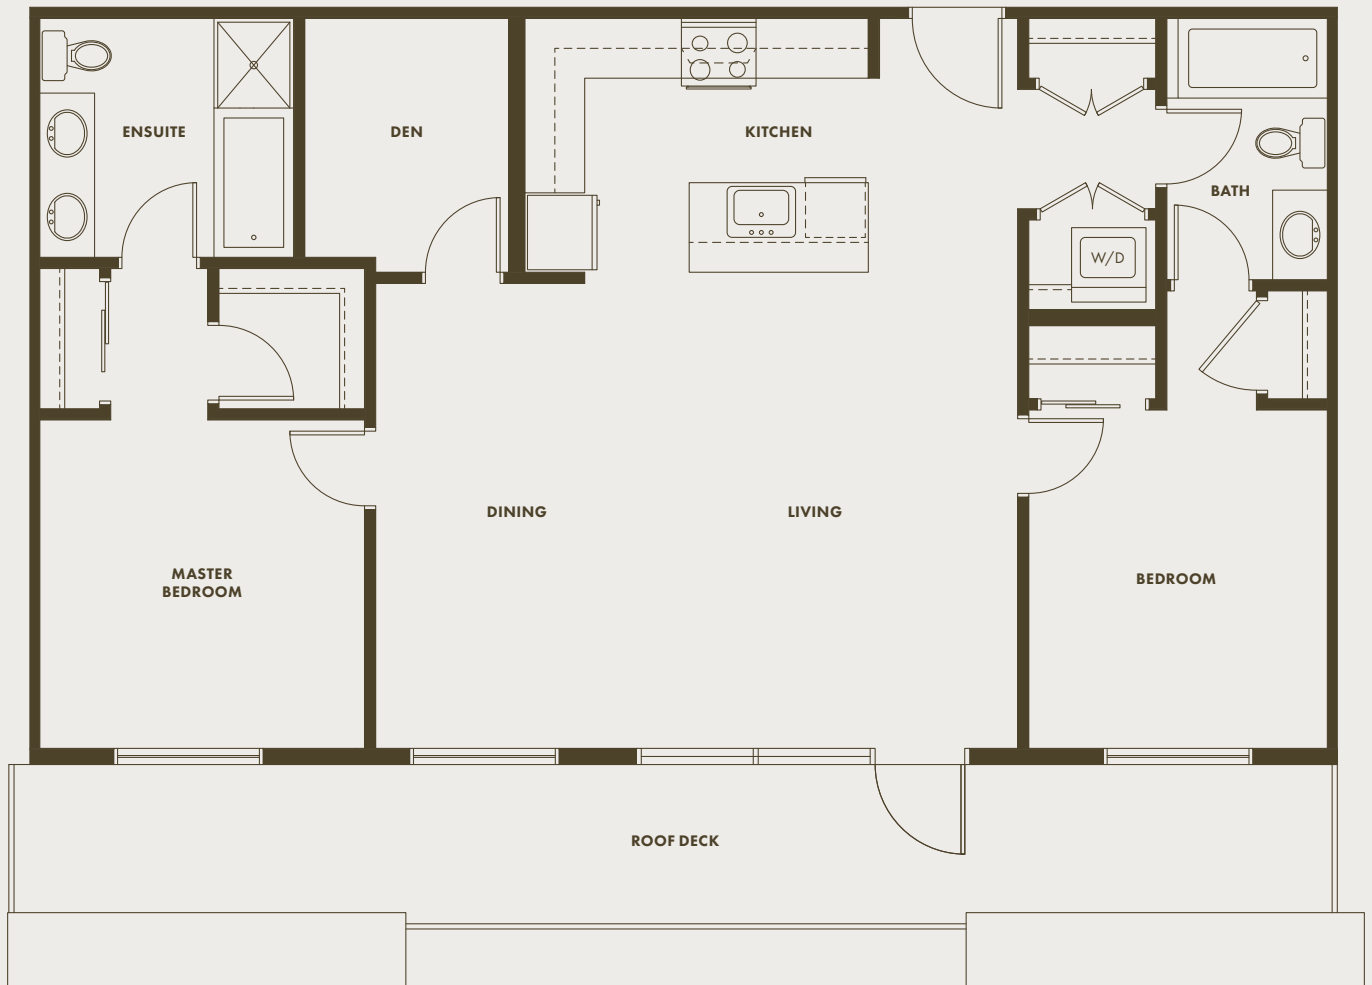 ENSUITE
DEN
KITCHEN
BATH
W/D
DINING
LIVING
MASTER
BEDROOM
BEDROOM
ROOF DECK